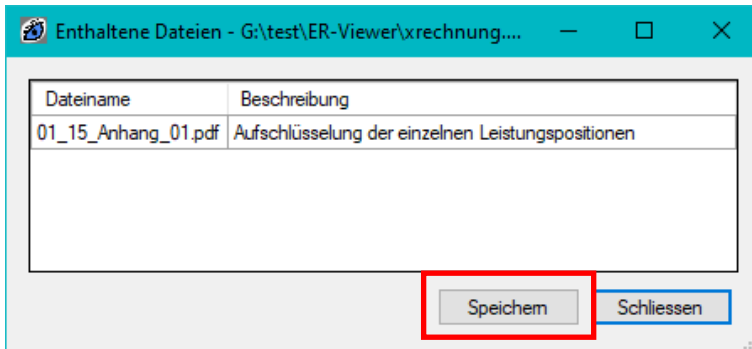 Enthaltene Dateien - G:\test\ER-Viewer\xrechnung....
Dateiname Beschreibung
01_15_Anhang_01.pdf Aufschlüsselung der einzelnen Leistungspositionen
Speichern Schliessen